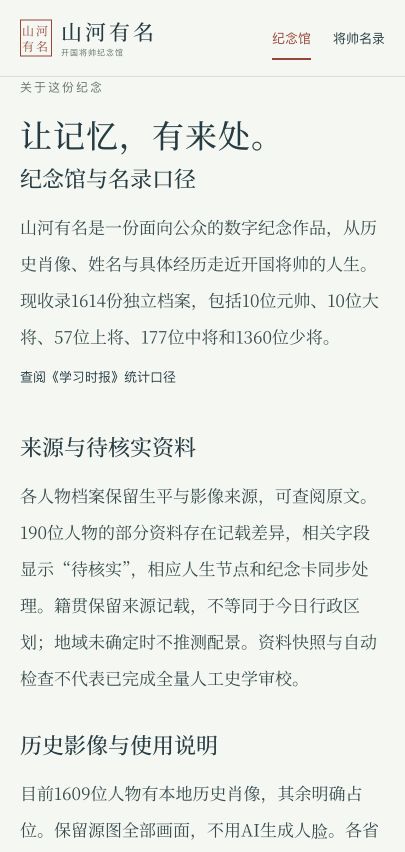 山河
有名
山河有名
开国将帅纪念馆
纪念馆
将帅名录
关于这份纪念
让记忆，有来处。
纪念馆与名录口径
山河有名是一份面向公众的数字纪念作品，从历
史肖像、姓名与具体经历走近开国将帅的人生。
现收录1614份独立档案，包括10位元帅、10位大
将、57位上将、177位中将和1360位少将。
查阅《学习时报》统计口径
来源与待核实资料
各人物档案保留生平与影像来源，可查阅原文。
190位人物的部分资料存在记载差异，相关字段
显示“待核实”，相应人生节点和纪念卡同步处
理。籍贯保留来源记载，不等同于今日行政区
划；地域未确定时不推测配景。资料快照与自动
检查不代表已完成全量人工史学审校。
历史影像与使用说明
目前1609位人物有本地历史肖像，其余明确占
位。保留源图全部画面，不用AI生成人脸。各省